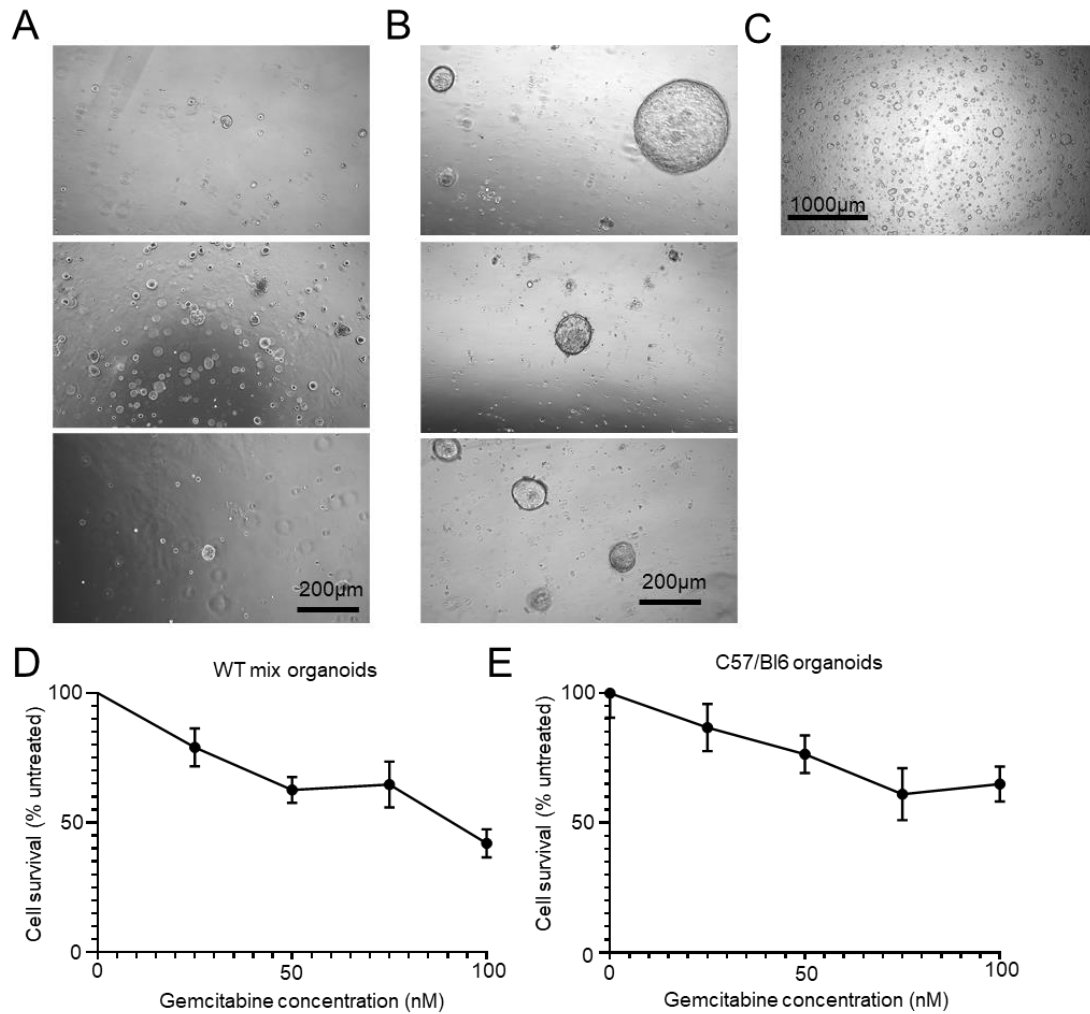 A
B
C
1000μm
200μm
200μm
D
WT mix organoids
Cell survival (% untreated)
100
50
0
0
50
100
Gemcitabine concentration (nM)
E
C57/Bl6 organoids
Cell survival (% untreated)
100
50
0
0
50
100
Gemcitabine concentration (nM)